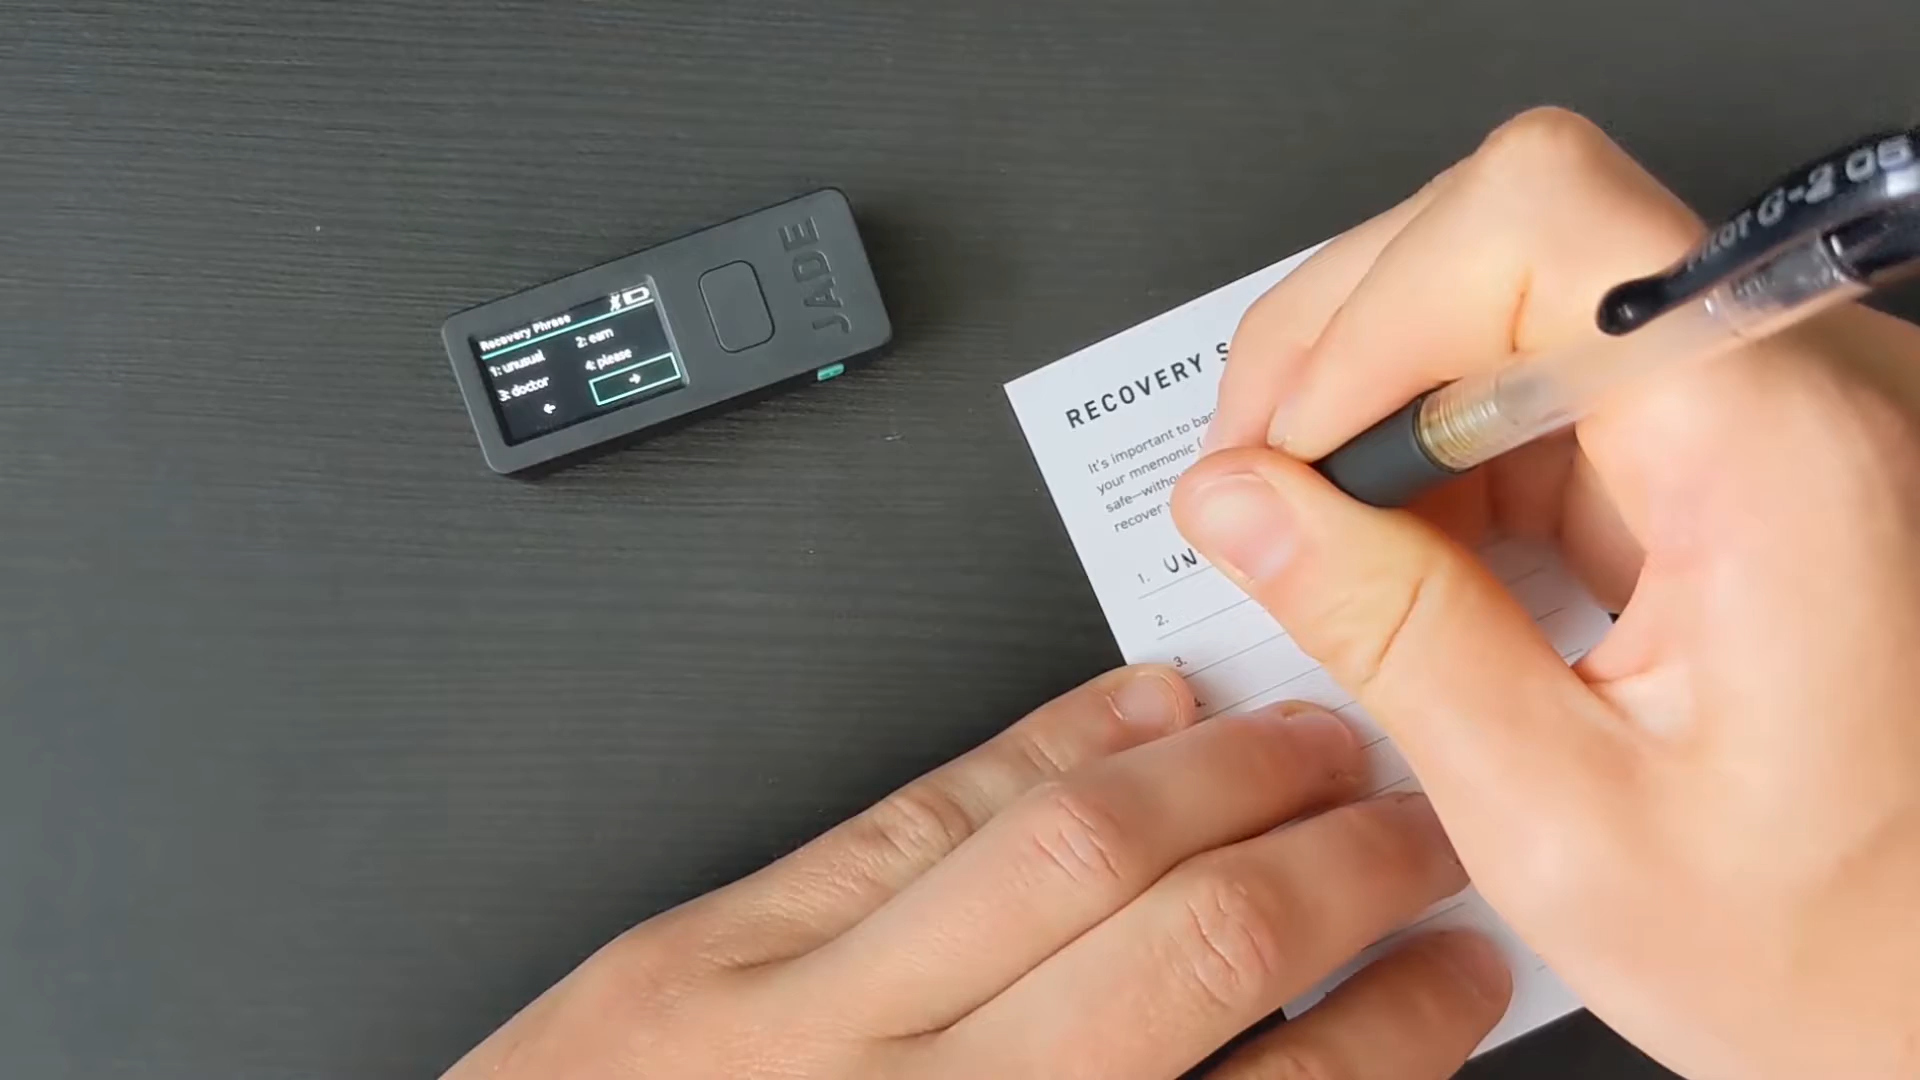 Recovery Phrase
1: unusual
2: earn
3: doctor
4: please
JADE
RECOVERY S
It's important to bac
your mnemonic (
safe—withou
recover
1. UN
2.
3.
4.
PILOT G-2 05